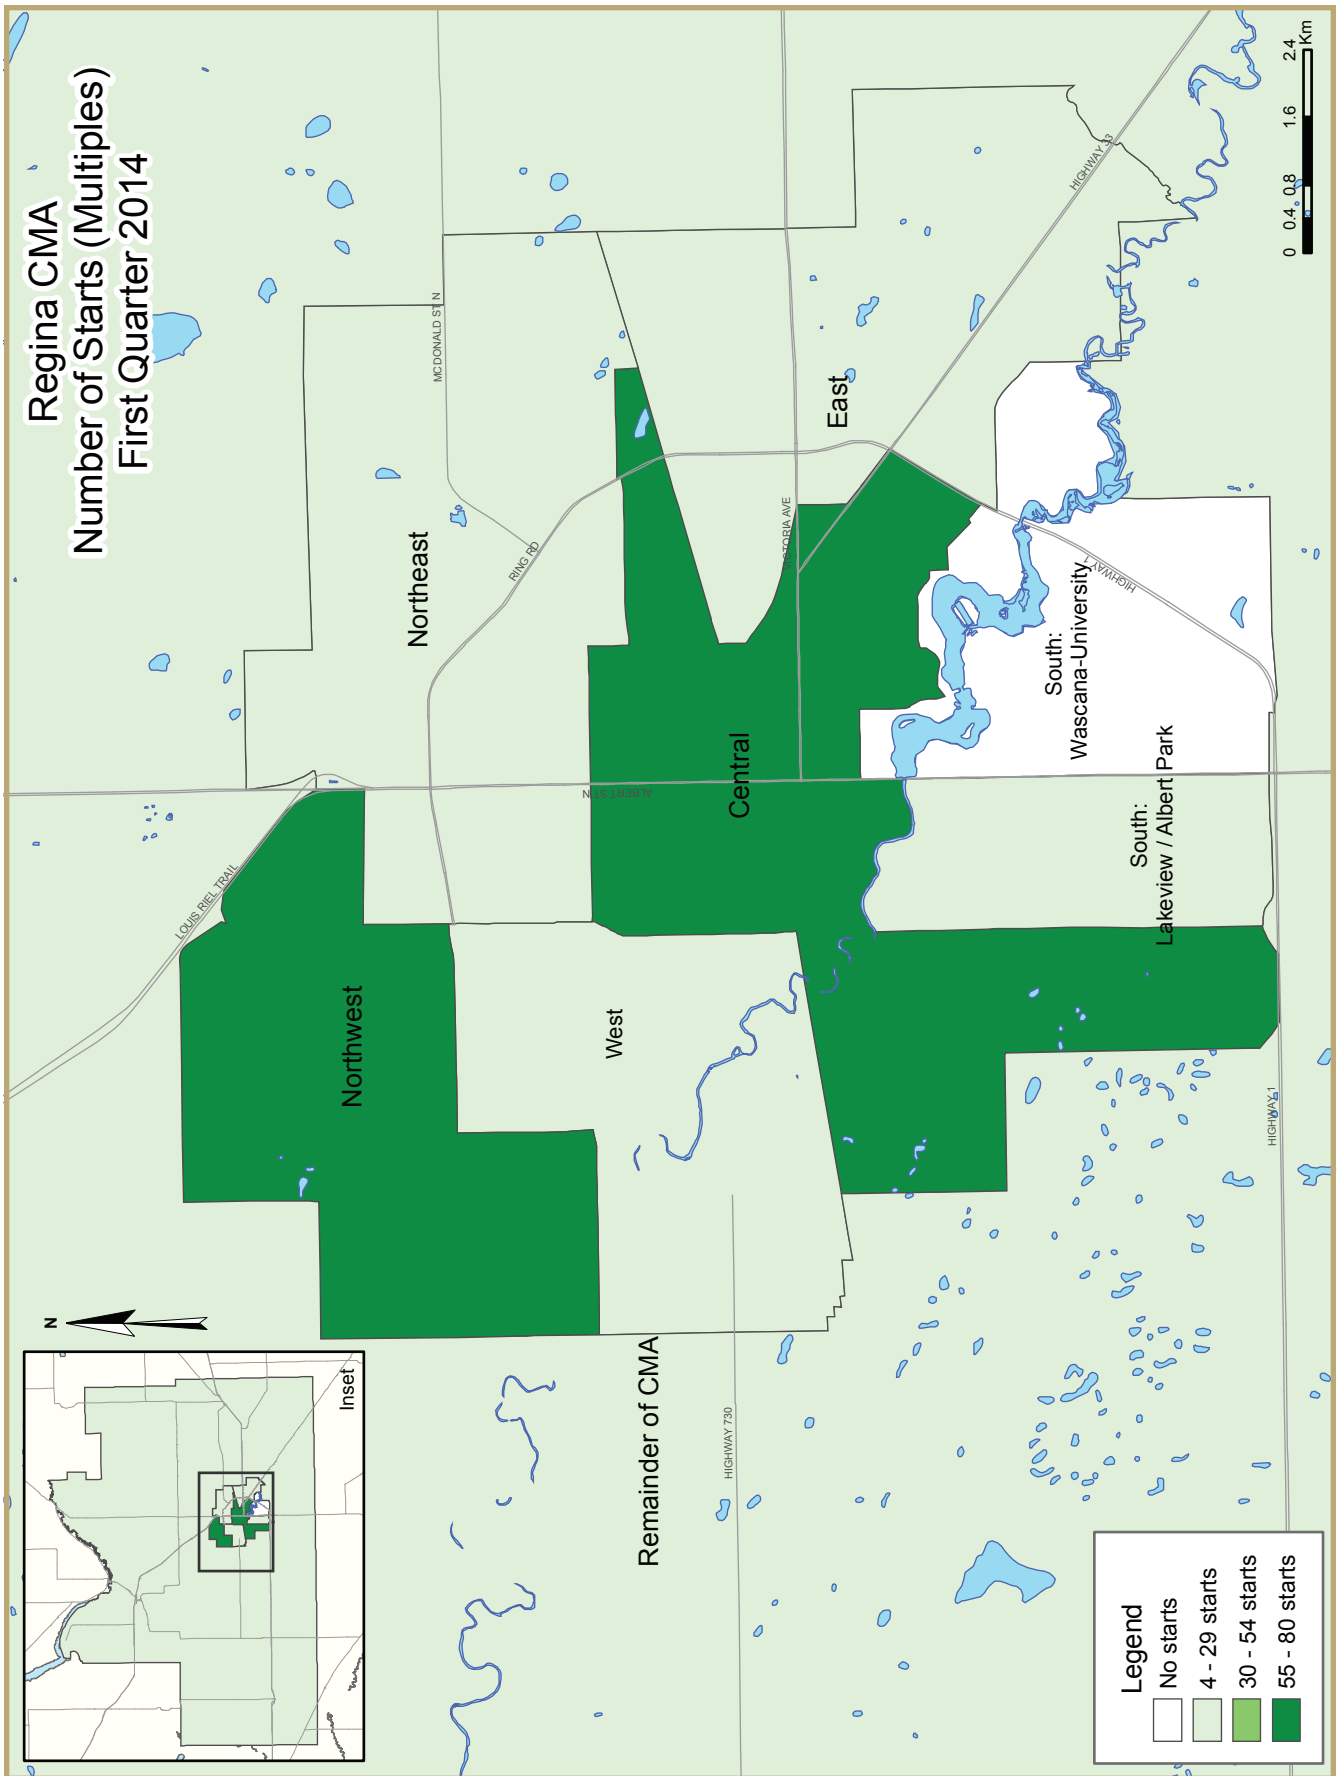 Regina CMA
Number of Starts (Multiples)
First Quarter 2014
N
Inset
LOUIS RIEL TRAIL
MCDONALD ST N
RING RD
ALBERT ST N
VICTORIA AVE
HIGHWAY 33
HIGHWAY 1
HIGHWAY 1
HIGHWAY 730
Northwest
Northeast
West
Central
East
South:
Wascana-University
South:
Lakeview / Albert Park
Remainder of CMA
Legend
No starts
4 - 29 starts
30 - 54 starts
55 - 80 starts
0 0.4 0.8 1.6 2.4
Km